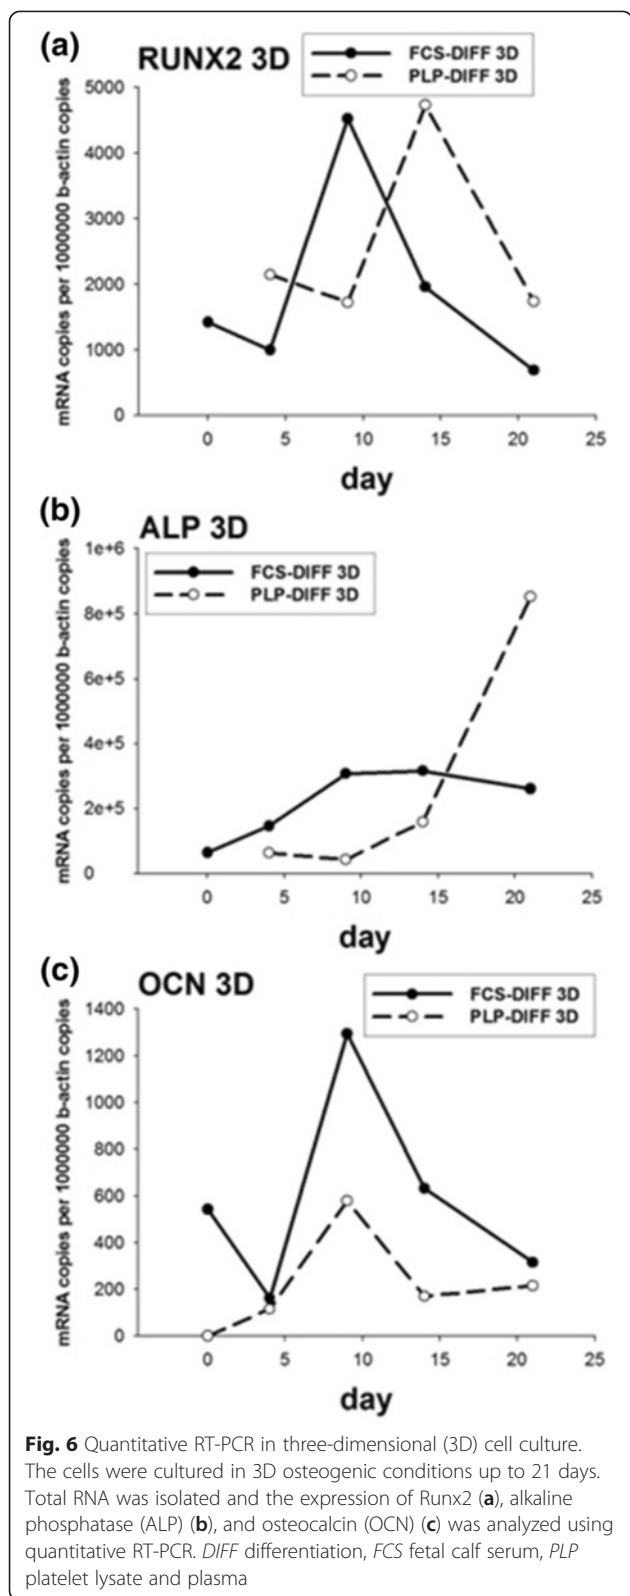 (a)
RUNX2 3D
FCS-DIFF 3D
PLP-DIFF 3D
mRNA copies per 1000000 b-actin copies
5000
4000
3000
2000
1000
0
0 5 10 15 20 25
day
(b)
ALP 3D
FCS-DIFF 3D
PLP-DIFF 3D
mRNA copies per 1000000 b-actin copies
1e+6
8e+5
6e+5
4e+5
2e+5
0
0 5 10 15 20 25
day
(c)
OCN 3D
FCS-DIFF 3D
PLP-DIFF 3D
mRNA copies per 1000000 b-actin copies
1400
1200
1000
800
600
400
200
0
0 5 10 15 20 25
day
Fig. 6 Quantitative RT-PCR in three-dimensional (3D) cell culture.
The cells were cultured in 3D osteogenic conditions up to 21 days.
Total RNA was isolated and the expression of Runx2 (a), alkaline
phosphatase (ALP) (b), and osteocalcin (OCN) (c) was analyzed using
quantitative RT-PCR. DIFF differentiation, FCS fetal calf serum, PLP
platelet lysate and plasma